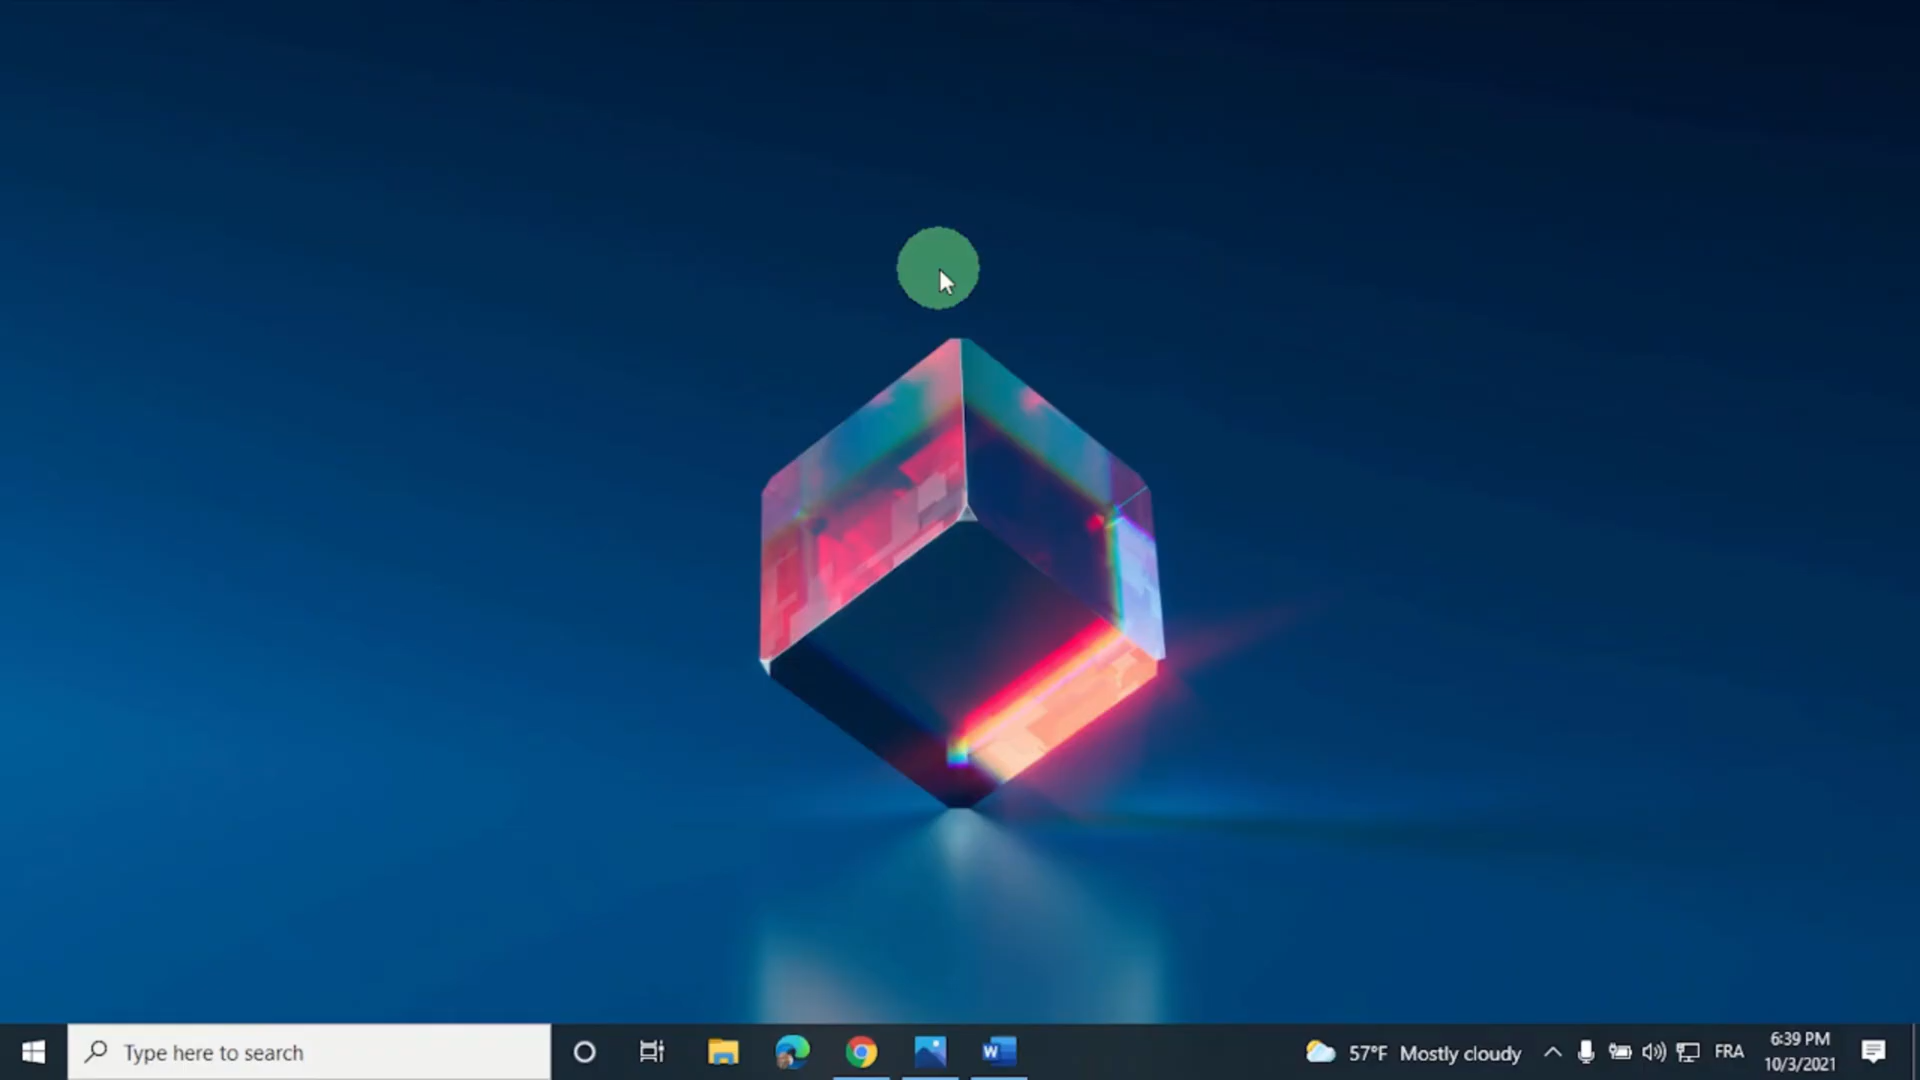 Type here to search
W
57°F Mostly cloudy
FRA
6:39 PM
10/3/2021